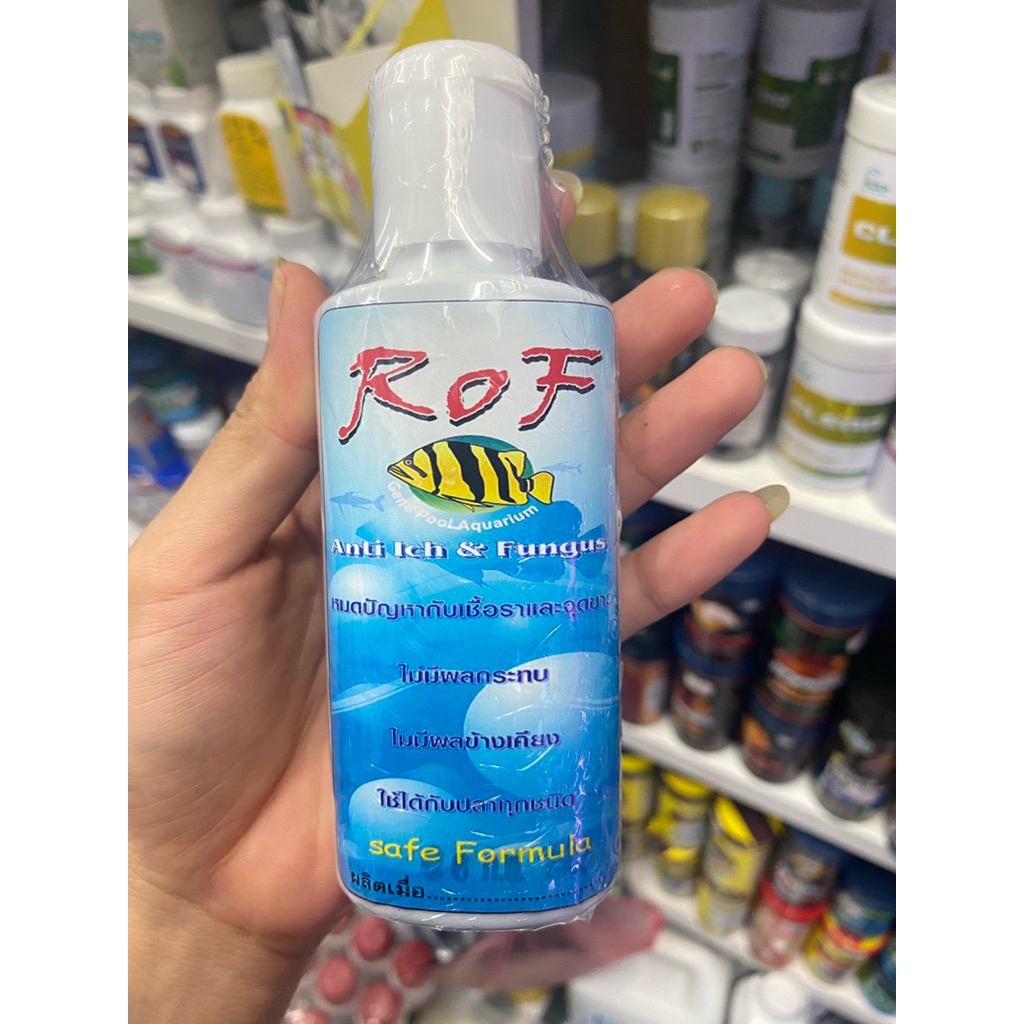 RoF
Gene Pool Aquarium
Anti Ich & Fungus
หมดปัญหากับเชื้อราและจุดขาว
ไม่มีผลกระทบ
ไม่มีผลข้างเคียง
ใช้ได้กับปลาทุกชนิด
safe Formula
ผลิตเมื่อ